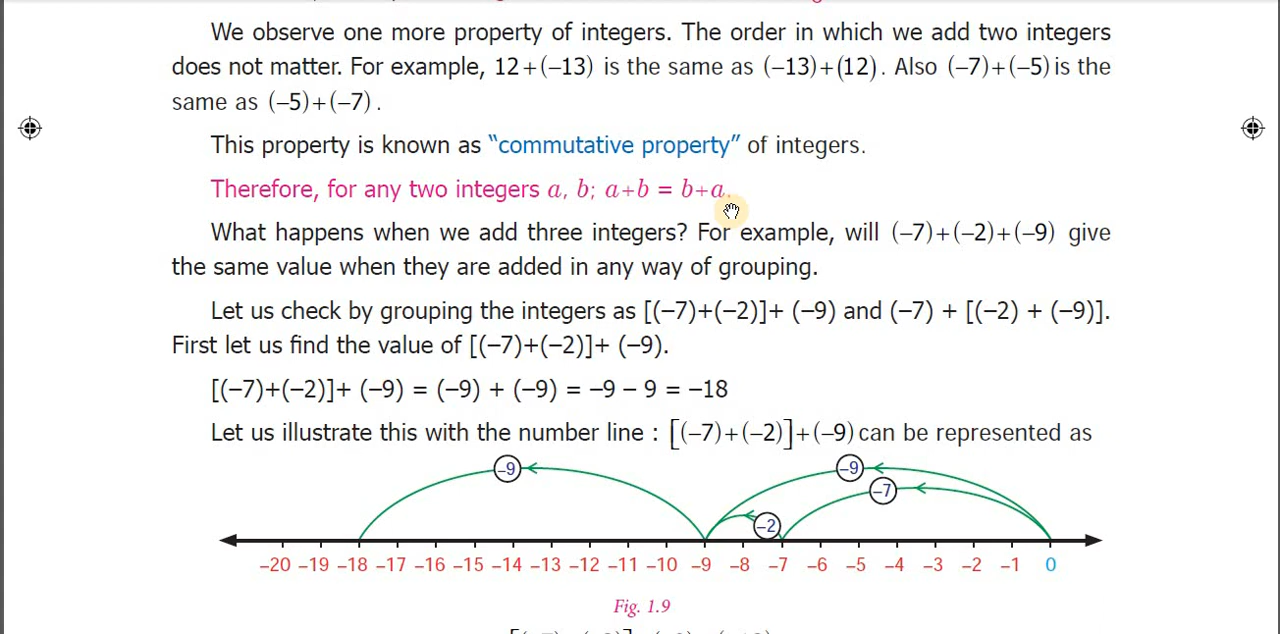 We observe one more property of integers. The order in which we add two integers
does not matter. For example, 12+(–13) is the same as (–13)+(12). Also (–7)+(–5) is the
same as (–5)+(–7).
This property is known as “commutative property” of integers.
Therefore, for any two integers a, b; a+b = b+a.
What happens when we add three integers? For example, will (–7)+(–2)+(–9) give
the same value when they are added in any way of grouping.
Let us check by grouping the integers as [(–7)+(–2)]+ (–9) and (–7) + [(–2) + (–9)].
First let us find the value of [(–7)+(–2)]+ (–9).
[(–7)+(–2)]+ (–9) = (–9) + (–9) = –9 – 9 = –18
Let us illustrate this with the number line : [(–7)+(–2)]+(–9) can be represented as
–9 –9
–7
–2
–20 –19 –18 –17 –16 –15 –14 –13 –12 –11 –10 –9 –8 –7 –6 –5 –4 –3 –2 –1 0
Fig. 1.9